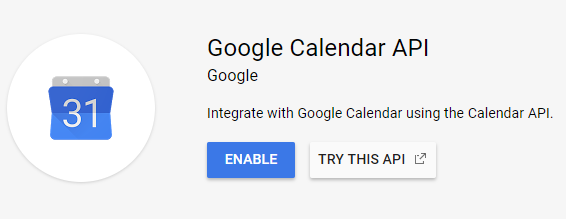 31
Google Calendar API
Google
Integrate with Google Calendar using the Calendar API.
ENABLE
TRY THIS API